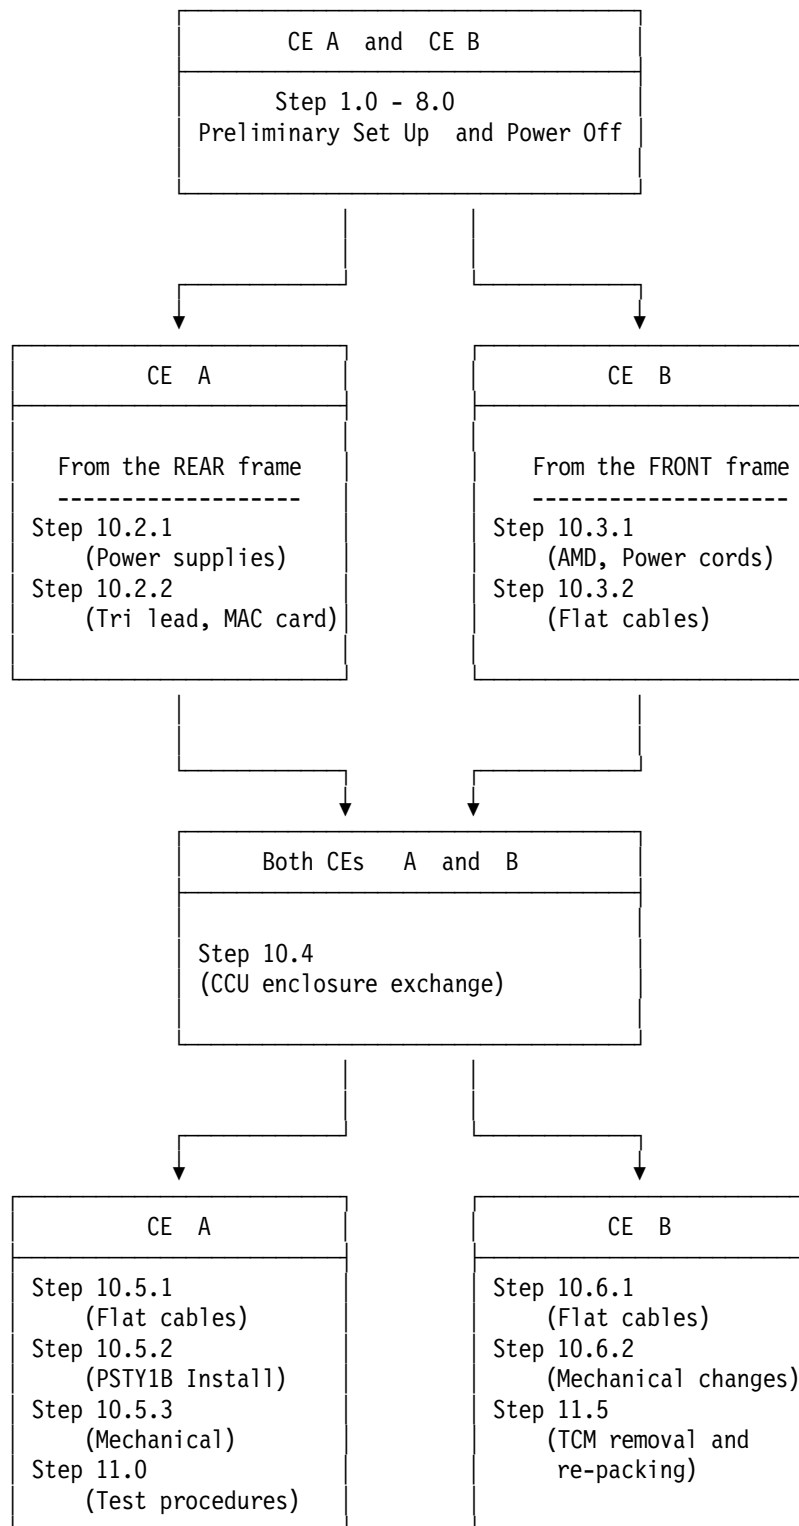 CE A and CE B
Step 1.0 - 8.0
Preliminary Set Up and Power Off
CE A
From the REAR frame
-------------------
Step 10.2.1
(Power supplies)
Step 10.2.2
(Tri lead, MAC card)
CE B
From the FRONT frame
--------------------
Step 10.3.1
(AMD, Power cords)
Step 10.3.2
(Flat cables)
Both CEs A and B
Step 10.4
(CCU enclosure exchange)
CE A
Step 10.5.1
(Flat cables)
Step 10.5.2
(PSTY1B Install)
Step 10.5.3
(Mechanical)
Step 11.0
(Test procedures)
CE B
Step 10.6.1
(Flat cables)
Step 10.6.2
(Mechanical changes)
Step 11.5
(TCM removal and
re-packing)